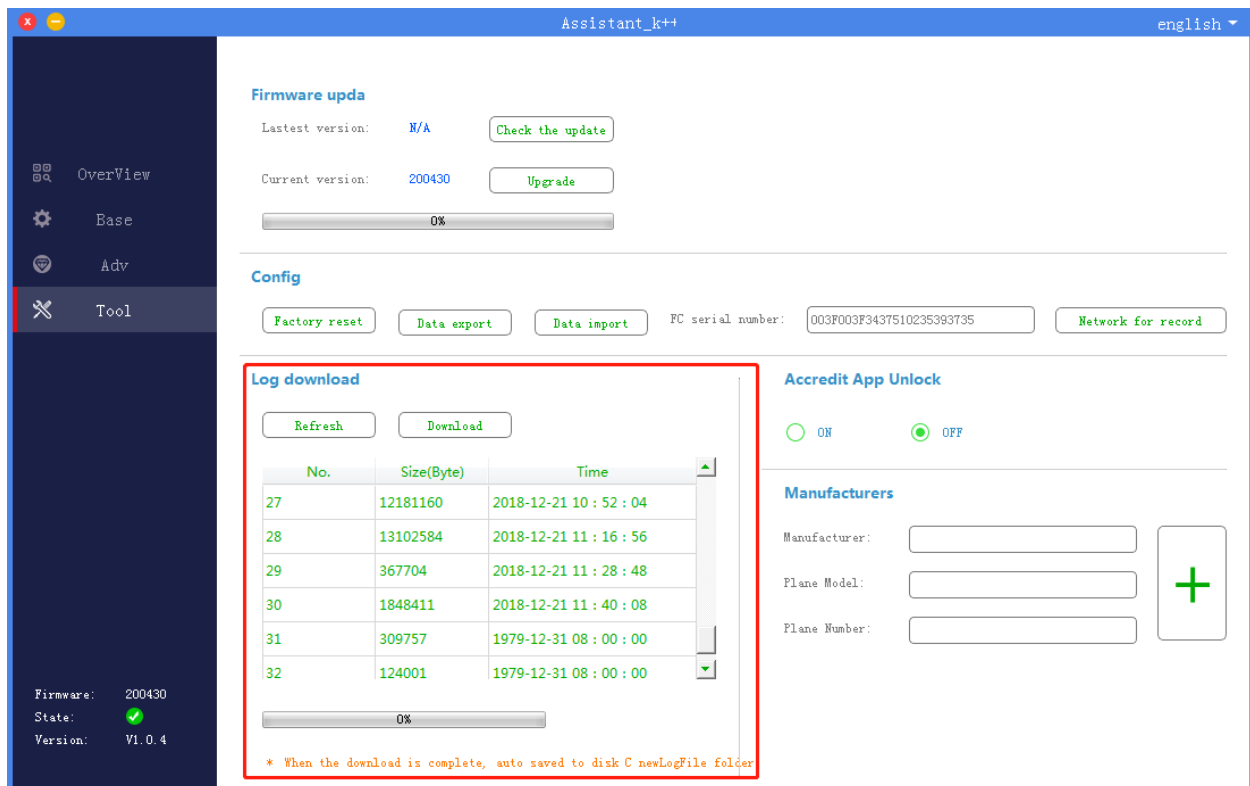 Assistant_k++
english
OverView
Base
Adv
Tool
Firmware: 200430
State:
Version: V1.0.4
Firmware upda
Lastest version: N/A Check the update
Current version: 200430 Upgrade
0%
Config
Factory reset Data export Data import FC serial number: 003F003F3437510235393735 Network for record
Log download
Refresh Download
No. Size(Byte) Time
27 12181160 2018-12-21 10 : 52 : 04
28 13102584 2018-12-21 11 : 16 : 56
29 367704 2018-12-21 11 : 28 : 48
30 1848411 2018-12-21 11 : 40 : 08
31 309757 1979-12-31 08 : 00 : 00
32 124001 1979-12-31 08 : 00 : 00
0%
* When the download is complete, auto saved to disk C newLogFile folder
Accredit App Unlock
ON OFF
Manufacturers
Manufacturer:
Plane Model:
Plane Number: